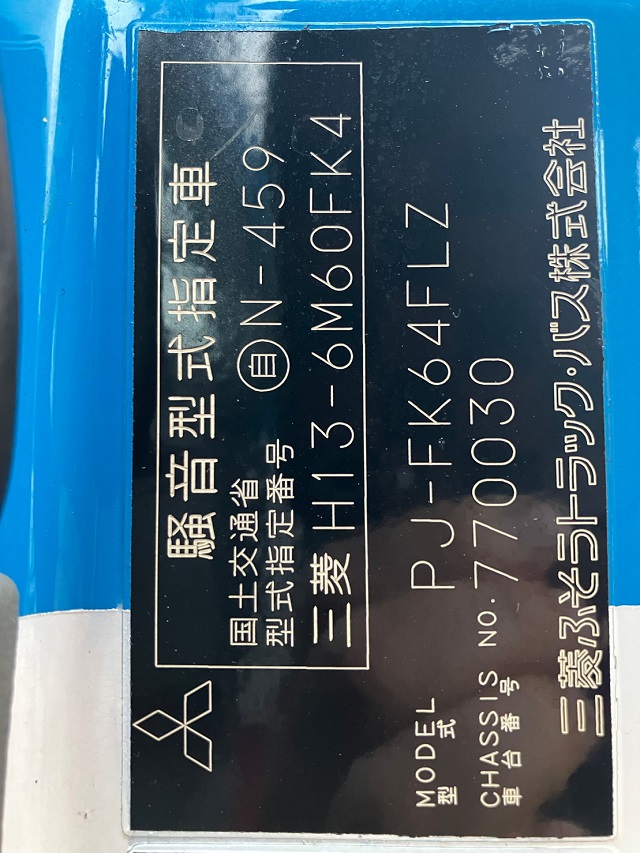 騒音型式指定車
国土交通省
型式指定番号 自N-459
三菱 H13-6M60FK4
MODEL
型式 PJ-FK64FLZ
CHASSIS NO.
車台番号 770030
三菱ふそうトラック・バス株式会社